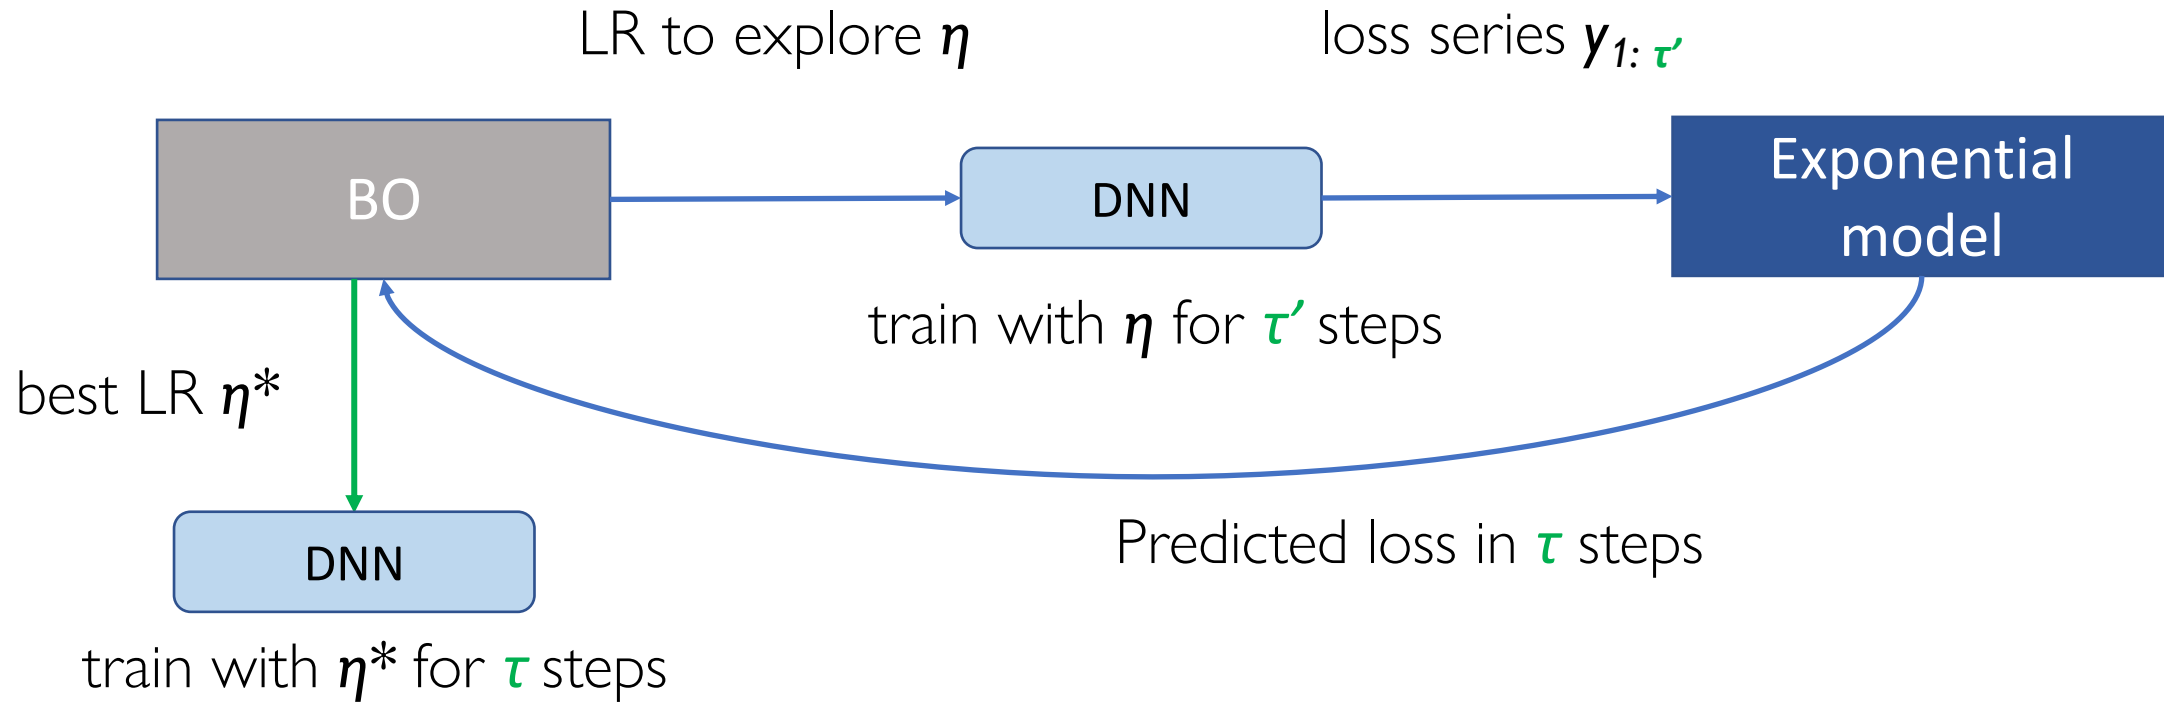 LR to explore η
loss series y1: τ′
BO
DNN
Exponential
model
train with η for τ′ steps
best LR η*
Predicted loss in τ steps
DNN
train with η* for τ steps